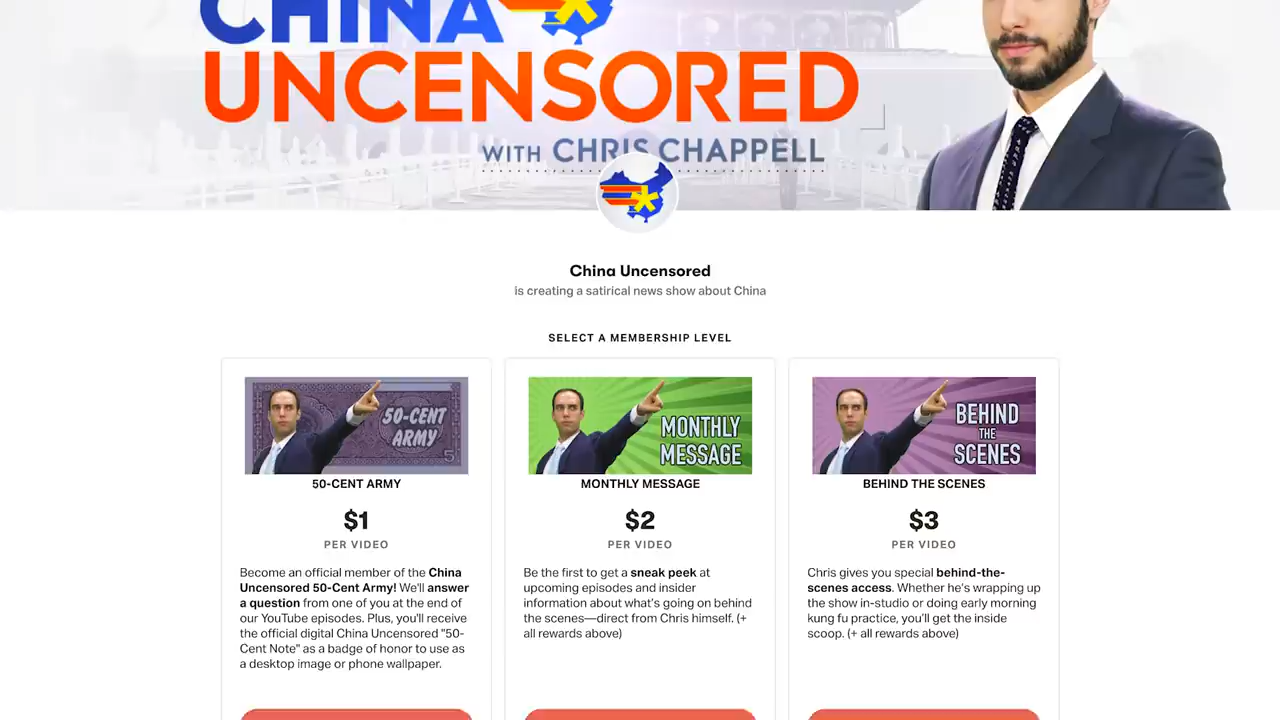 CHINA
UNCENSORED
WITH CHRIS CHAPPELL
China Uncensored
is creating a satirical news show about China
SELECT A MEMBERSHIP LEVEL
50-CENT
ARMY
5
50-CENT ARMY
$1
PER VIDEO
Become an official member of the China
Uncensored 50-Cent Army! We'll answer
a question from one of you at the end of
our YouTube episodes. Plus, you'll receive
the official digital China Uncensored "50-
Cent Note" as a badge of honor to use as
a desktop image or phone wallpaper.
MONTHLY
MESSAGE
MONTHLY MESSAGE
$2
PER VIDEO
Be the first to get a sneak peek at
upcoming episodes and insider
information about what's going on behind
the scenes—direct from Chris himself. (+
all rewards above)
BEHIND
THE
SCENES
BEHIND THE SCENES
$3
PER VIDEO
Chris gives you special behind-the-
scenes access. Whether he's wrapping up
the show in-studio or doing early morning
kung fu practice, you'll get the inside
scoop. (+ all rewards above)